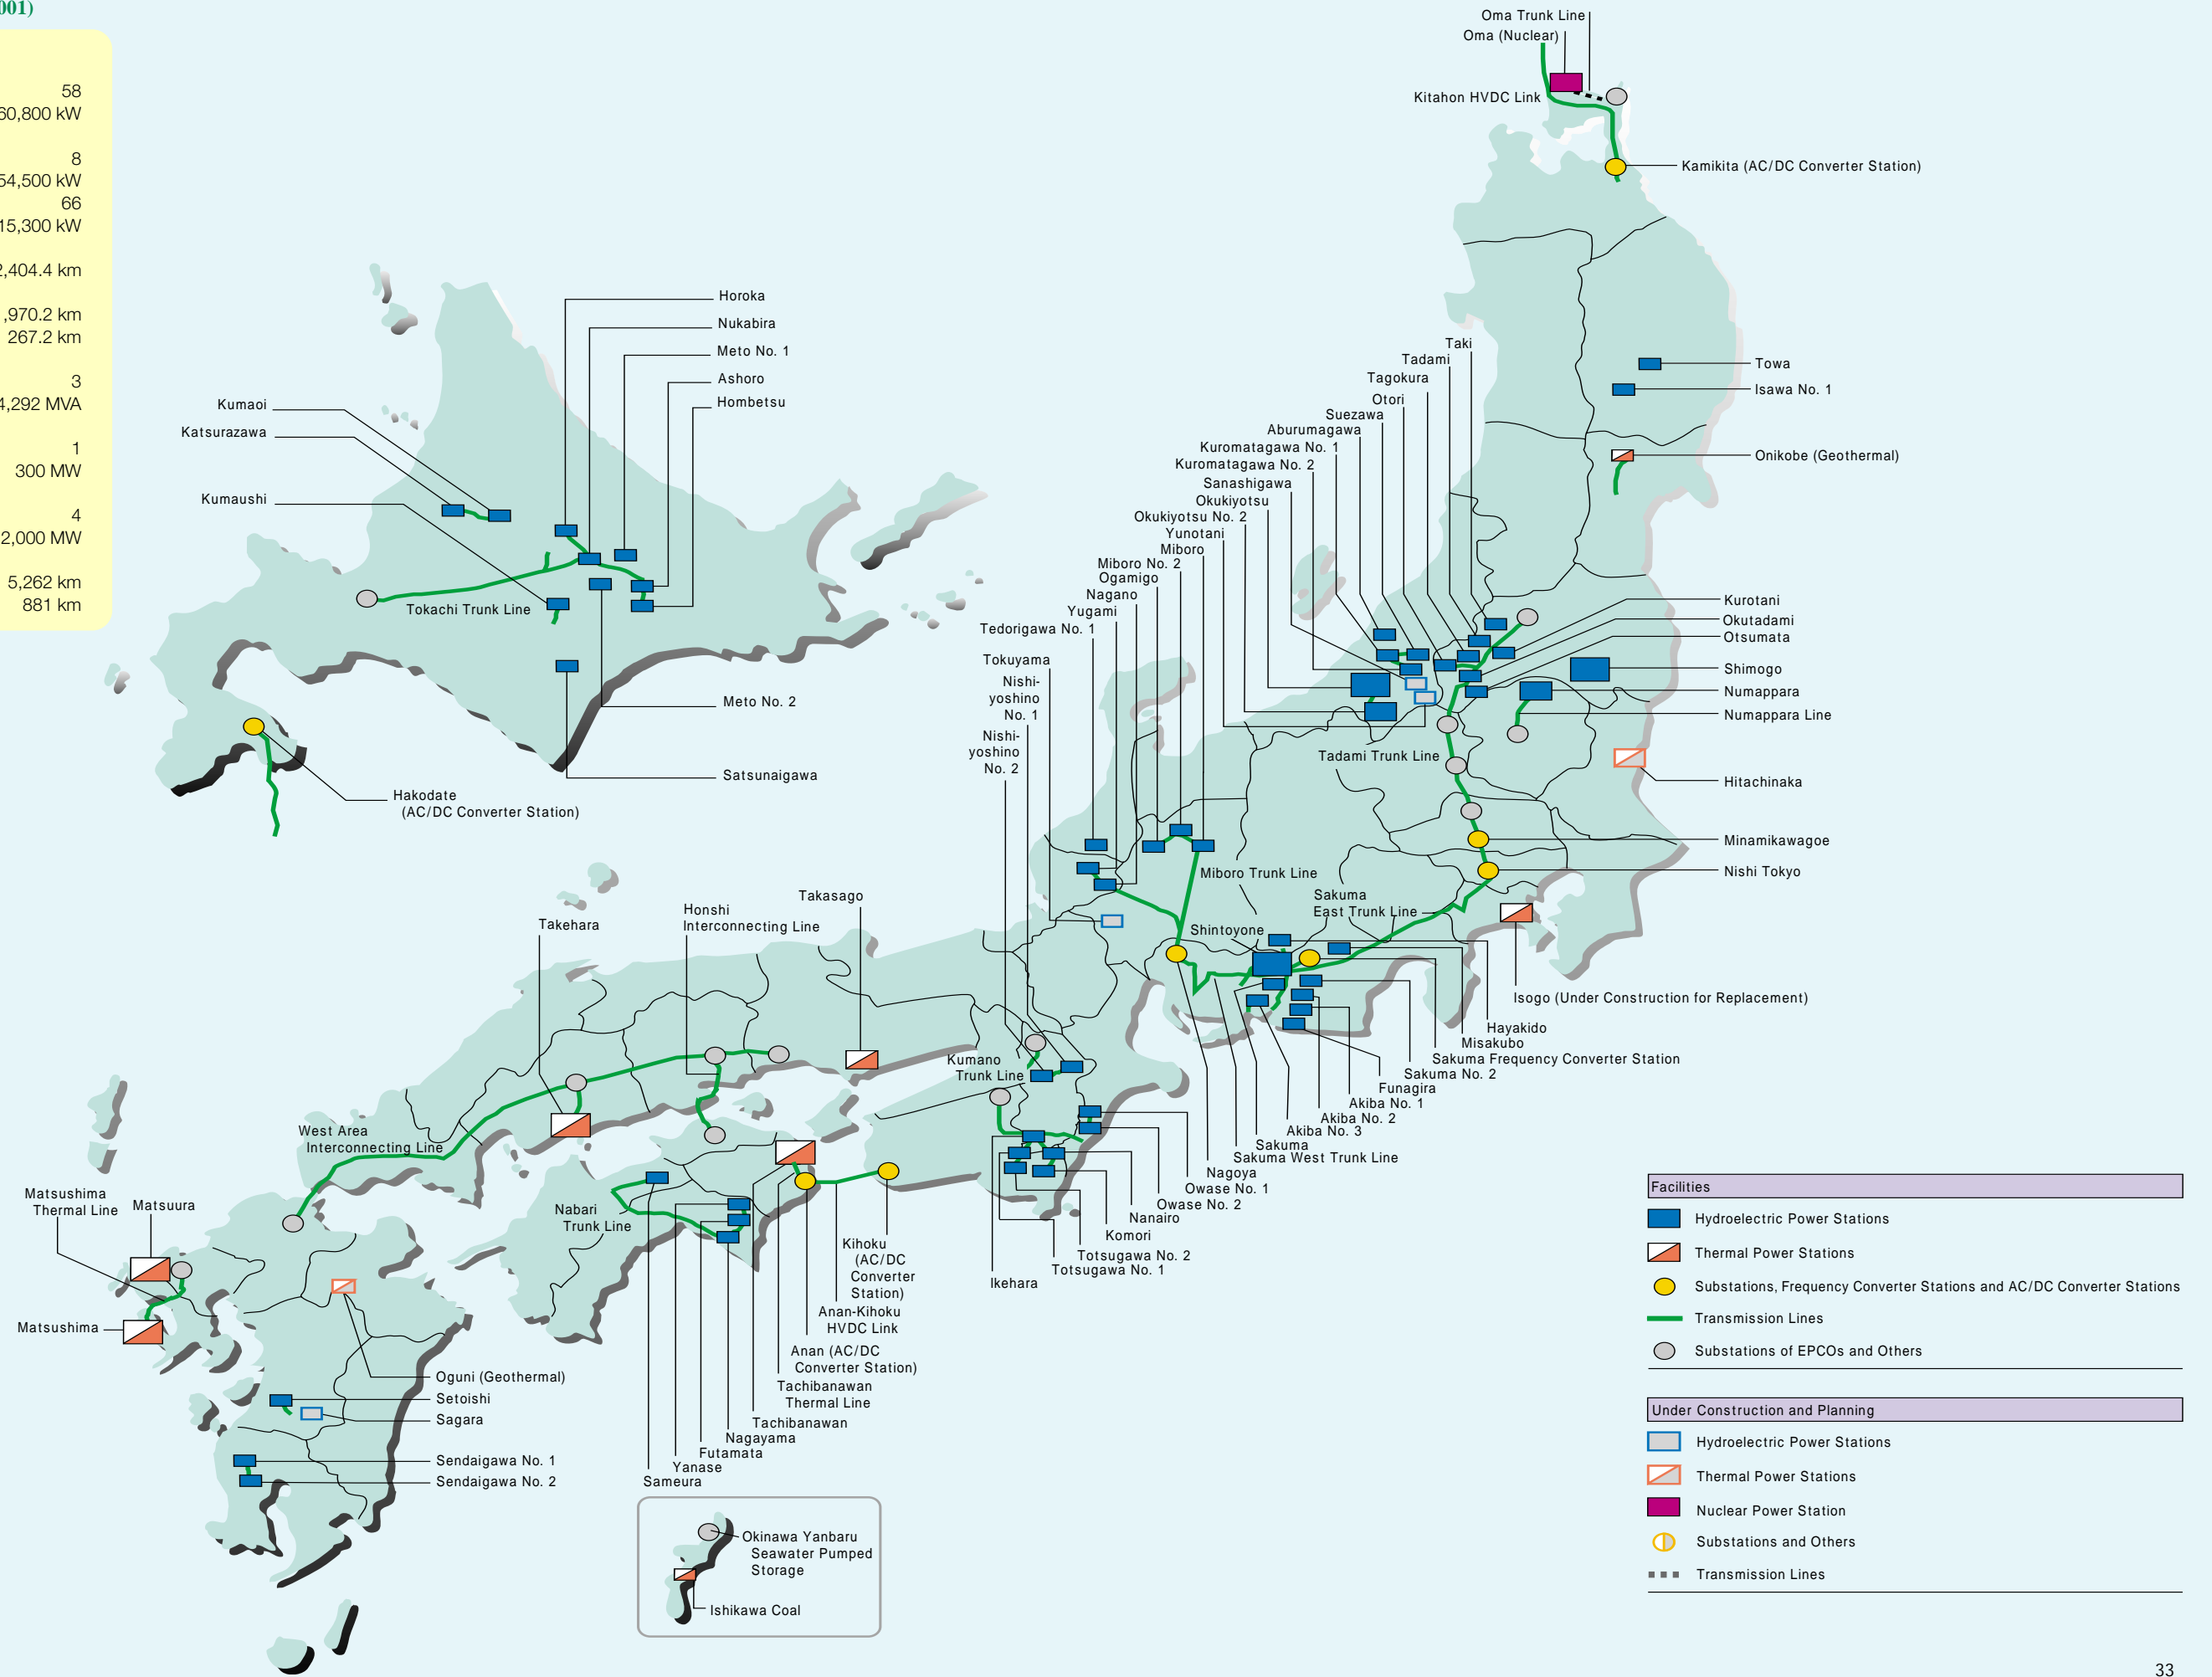 001)
58
60,800 kW
8
54,500 kW
66
15,300 kW
2,404.4 km
,970.2 km
267.2 km
3
4,292 MVA
1
300 MW
4
2,000 MW
5,262 km
881 km
Oma Trunk Line
Oma (Nuclear)
Kitahon HVDC Link
Kamikita (AC/DC Converter Station)
Horoka
Nukabira
Meto No. 1
Ashoro
Hombetsu
Kumaoi
Katsurazawa
Kumaushi
Tokachi Trunk Line
Meto No. 2
Satsunaigawa
Hakodate
(AC/DC Converter Station)
Taki
Tadami
Tagokura
Otori
Suezawa
Aburumagawa
Kuromatagawa No. 1
Kuromatagawa No. 2
Sanashigawa
Okukiyotsu
Okukiyotsu No. 2
Yunotani
Miboro
Miboro No. 2
Ogamigo
Nagano
Yugami
Tedorigawa No. 1
Tokuyama
Nishi-
yoshino
No. 1
Nishi-
yoshino
No. 2
Towa
Isawa No. 1
Onikobe (Geothermal)
Kurotani
Okutadami
Otsumata
Shimogo
Numappara
Numappara Line
Tadami Trunk Line
Hitachinaka
Minamikawagoe
Nishi Tokyo
Miboro Trunk Line
Sakuma
East Trunk Line
Shintoyone
Isogo (Under Construction for Replacement)
Hayakido
Misakubo
Sakuma Frequency Converter Station
Sakuma No. 2
Funagira
Akiba No. 1
Akiba No. 2
Akiba No. 3
Sakuma
Sakuma West Trunk Line
Nagoya
Owase No. 1
Owase No. 2
Nanairo
Komori
Totsugawa No. 2
Totsugawa No. 1
Ikehara
Kumano
Trunk Line
Takasago
Honshi
Interconnecting Line
Takehara
West Area
Interconnecting Line
Matsushima
Thermal Line
Matsuura
Matsushima
Nabari
Trunk Line
Kihoku
(AC/DC
Converter
Station)
Anan-Kihoku
HVDC Link
Anan (AC/DC
Converter Station)
Tachibanawan
Thermal Line
Tachibanawan
Nagayama
Futamata
Yanase
Sameura
Oguni (Geothermal)
Setoishi
Sagara
Sendaigawa No. 1
Sendaigawa No. 2
Okinawa Yanbaru
Seawater Pumped
Storage
Ishikawa Coal
Facilities
Hydroelectric Power Stations
Thermal Power Stations
Substations, Frequency Converter Stations and AC/DC Converter Stations
Transmission Lines
Substations of EPCOs and Others
Under Construction and Planning
Hydroelectric Power Stations
Thermal Power Stations
Nuclear Power Station
Substations and Others
Transmission Lines
33